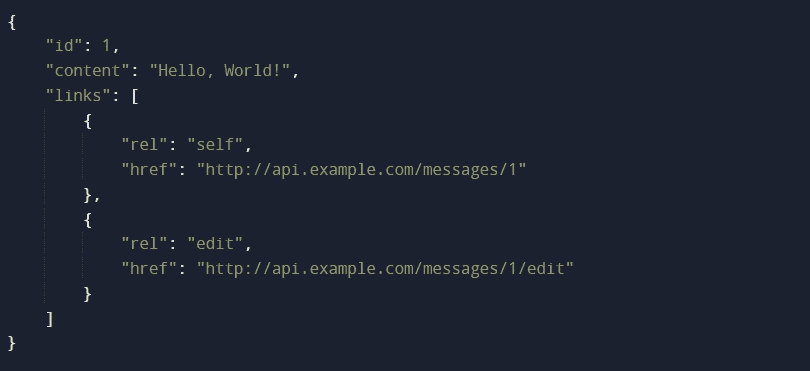 {
    "id": 1,
    "content": "Hello, World!",
    "links": [
        {
            "rel": "self",
            "href": "http://api.example.com/messages/1"
        },
        {
            "rel": "edit",
            "href": "http://api.example.com/messages/1/edit"
        }
    ]
}